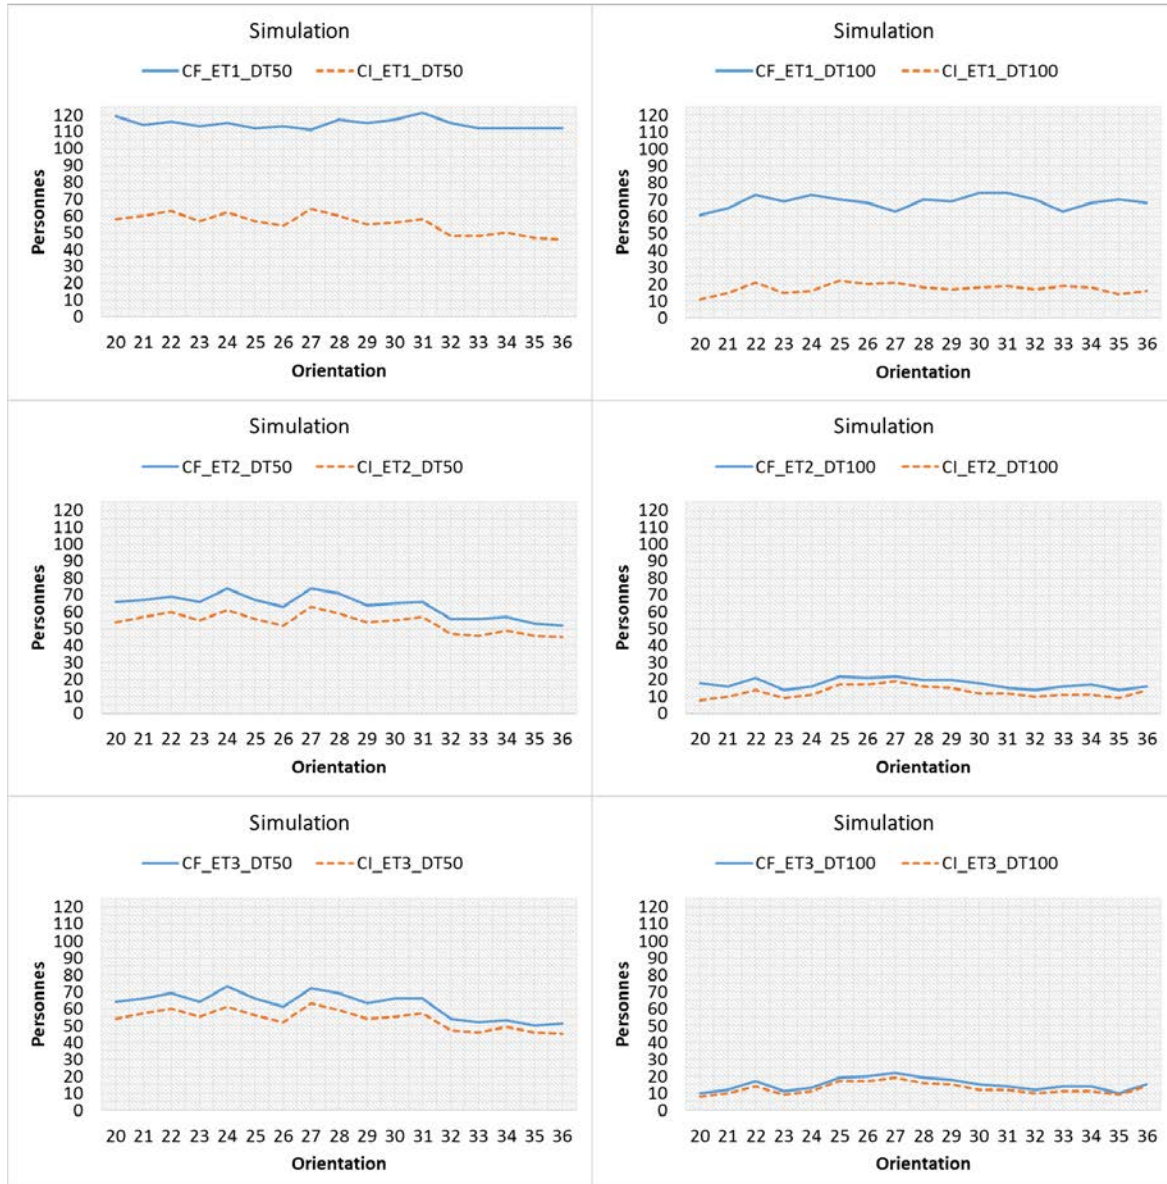 Simulation
CF_ET1_DT50 CI_ET1_DT50
120
110
100
90
80
70
60
50
40
30
20
10
0
Personnes
20 21 22 23 24 25 26 27 28 29 30 31 32 33 34 35 36
Orientation
Simulation
CF_ET1_DT100 CI_ET1_DT100
120
110
100
90
80
70
60
50
40
30
20
10
0
Personnes
20 21 22 23 24 25 26 27 28 29 30 31 32 33 34 35 36
Orientation
Simulation
CF_ET2_DT50 CI_ET2_DT50
120
110
100
90
80
70
60
50
40
30
20
10
0
Personnes
20 21 22 23 24 25 26 27 28 29 30 31 32 33 34 35 36
Orientation
Simulation
CF_ET2_DT100 CI_ET2_DT100
120
110
100
90
80
70
60
50
40
30
20
10
0
Personnes
20 21 22 23 24 25 26 27 28 29 30 31 32 33 34 35 36
Orientation
Simulation
CF_ET3_DT50 CI_ET3_DT50
120
110
100
90
80
70
60
50
40
30
20
10
0
Personnes
20 21 22 23 24 25 26 27 28 29 30 31 32 33 34 35 36
Orientation
Simulation
CF_ET3_DT100 CI_ET3_DT100
120
110
100
90
80
70
60
50
40
30
20
10
0
Personnes
20 21 22 23 24 25 26 27 28 29 30 31 32 33 34 35 36
Orientation